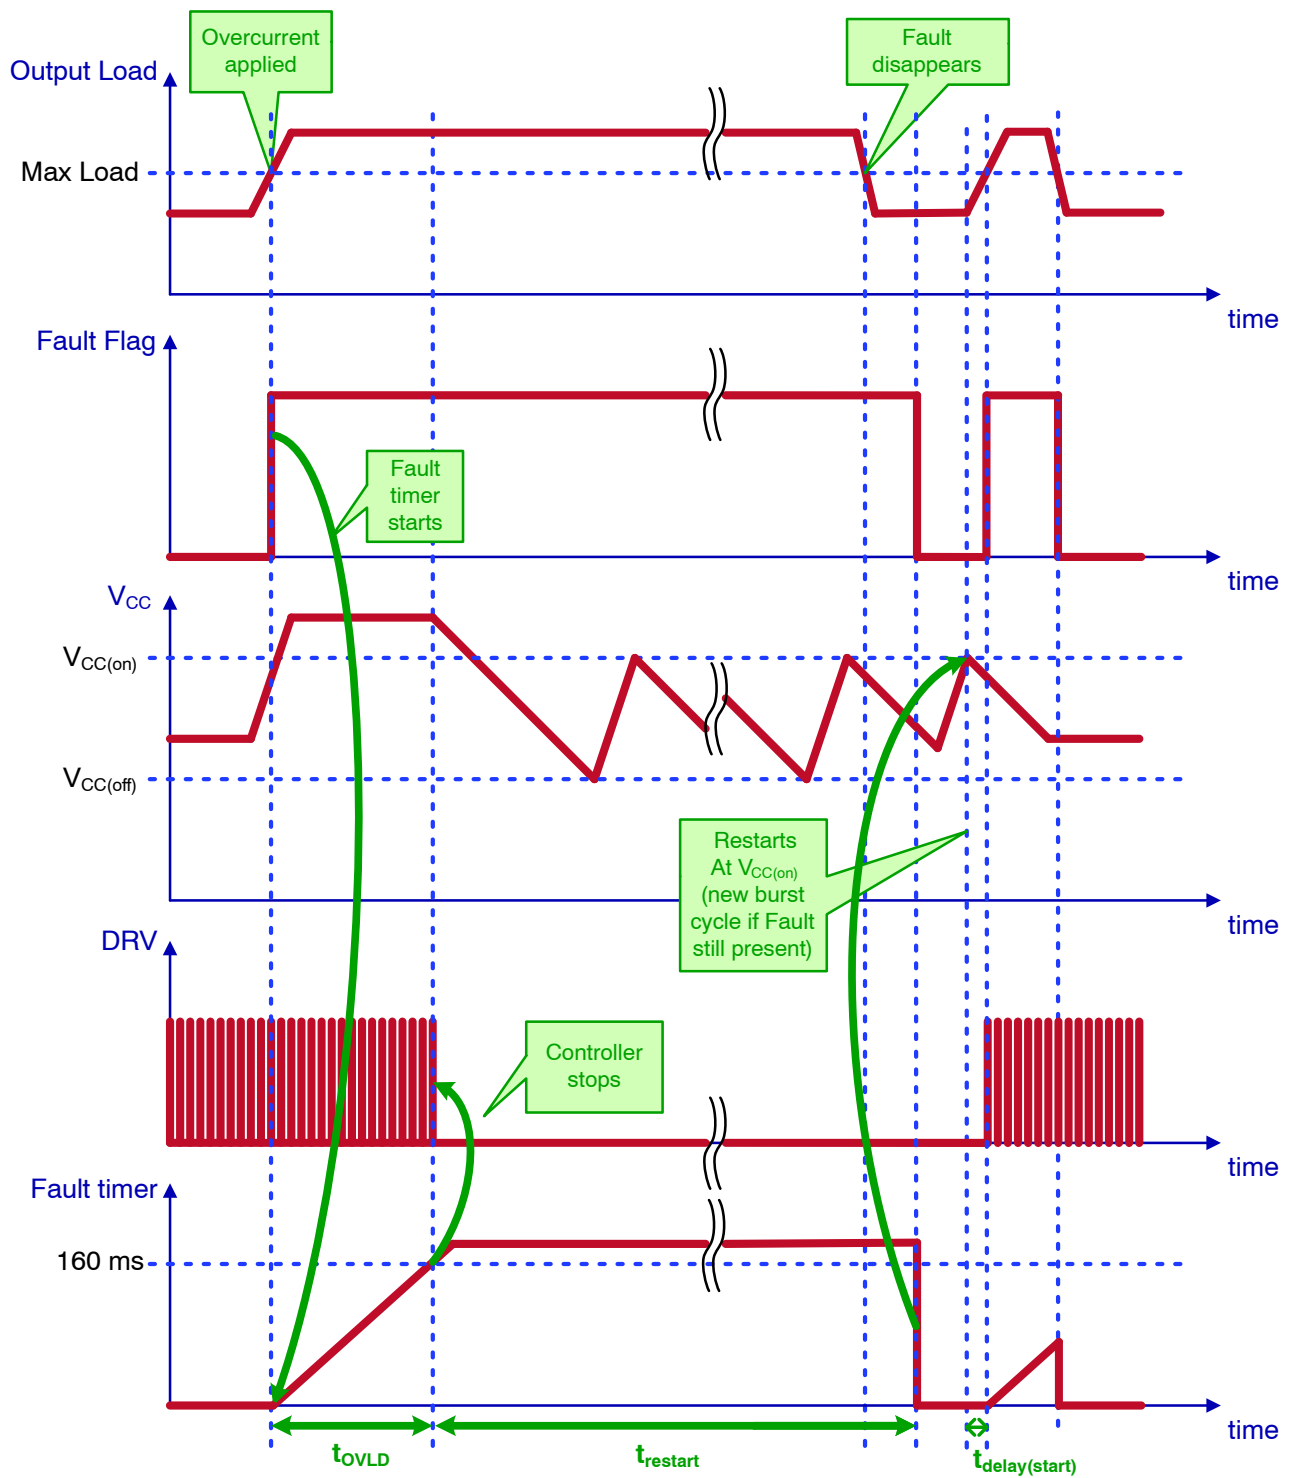 Overcurrent
applied
Fault
disappears
Output Load
Max Load
time
Fault Flag
Fault
timer
starts
time
VCC
VCC(on)
VCC(off)
Restarts
At VCC(on)
(new burst
cycle if Fault
still present)
time
DRV
Controller
stops
time
Fault timer
160 ms
time
tOVLD
trestart
tdelay(start)